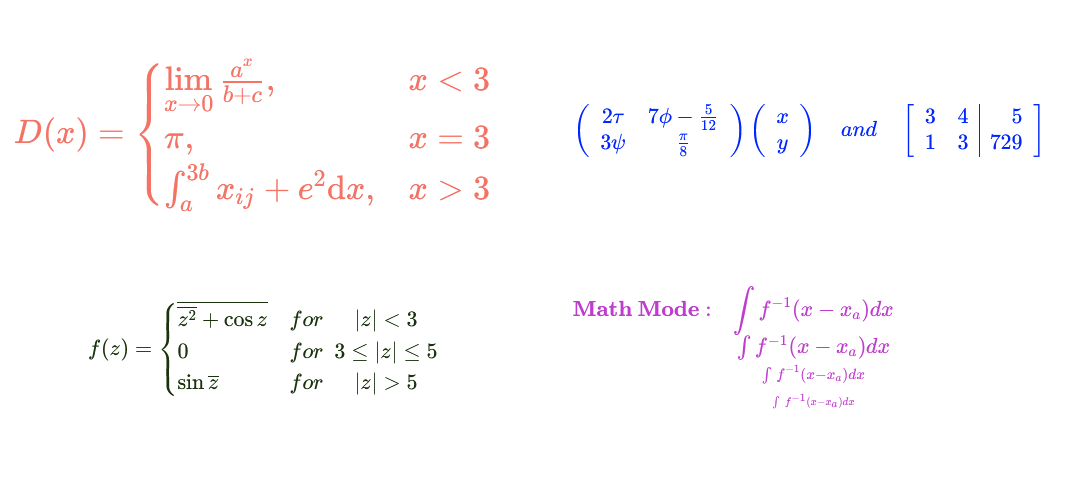 D(x) = { lim_{x→0} a^x/(b+c), x < 3
π, x = 3
∫_a^{3b} x_{ij} + e^2 dx, x > 3
( 2τ 7ϕ − 5/12 ) ( x ) and [ 3 4 | 5 ]
( 3ψ π/8 ) ( y ) [ 1 3 | 729 ]
f(z) = { \overline{\overline{z^2} + cos z} for |z| < 3
0 for 3 ≤ |z| ≤ 5
sin \overline{z} for |z| > 5
Math Mode : ∫ f^{−1}(x − x_a)dx
∫ f^{−1}(x − x_a)dx
∫ f^{−1}(x−x_a)dx
∫ f^{−1}(x−x_a)dx